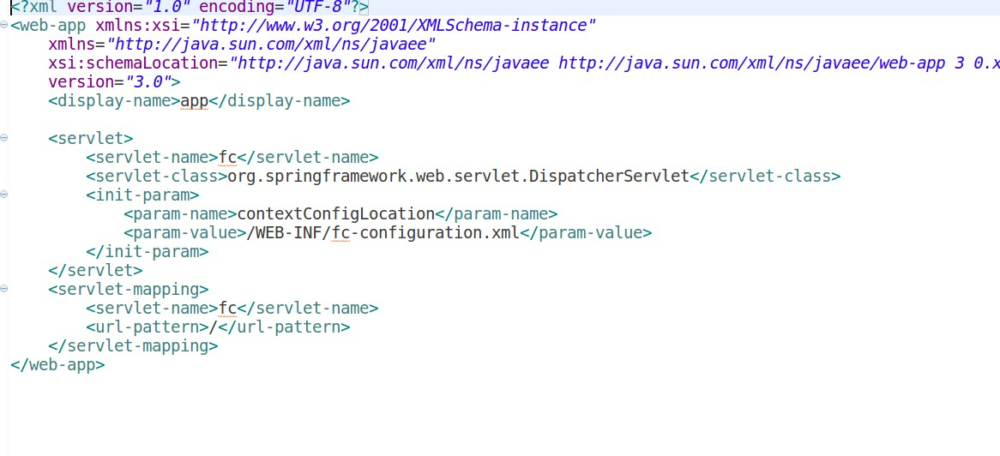 <?xml version="1.0" encoding="UTF-8"?>
<web-app xmlns:xsi="http://www.w3.org/2001/XMLSchema-instance"
xmlns="http://java.sun.com/xml/ns/javaee"
xsi:schemaLocation="http://java.sun.com/xml/ns/javaee http://java.sun.com/xml/ns/javaee/web-app_3_0.x
version="3.0">
<display-name>app</display-name>
<servlet>
<servlet-name>fc</servlet-name>
<servlet-class>org.springframework.web.servlet.DispatcherServlet</servlet-class>
<init-param>
<param-name>contextConfigLocation</param-name>
<param-value>/WEB-INF/fc-configuration.xml</param-value>
</init-param>
</servlet>
<servlet-mapping>
<servlet-name>fc</servlet-name>
<url-pattern>/</url-pattern>
</servlet-mapping>
</web-app>